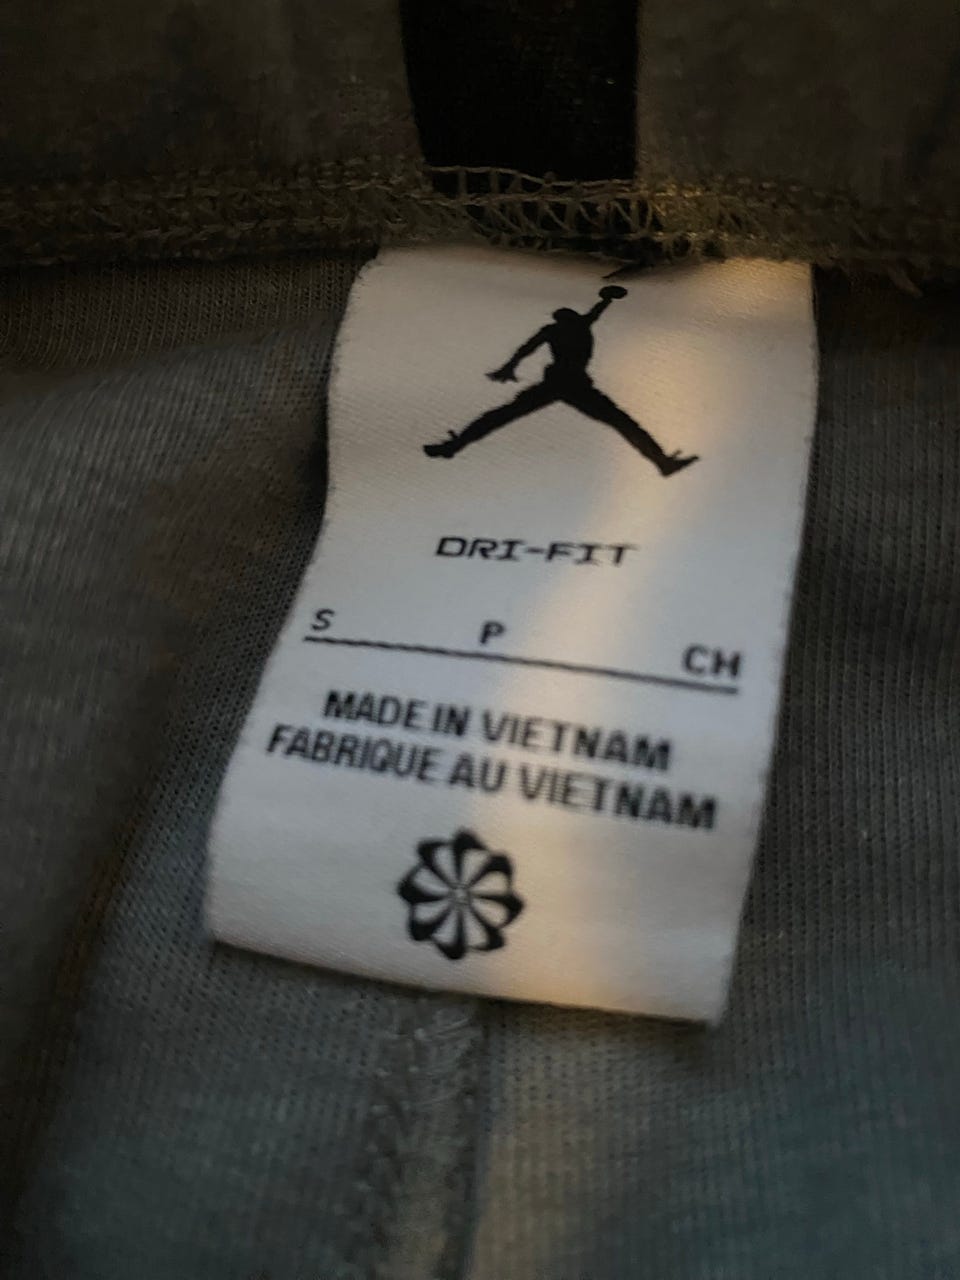 DRI-FIT
S P CH
MADE IN VIETNAM
FABRIQUE AU VIETNAM